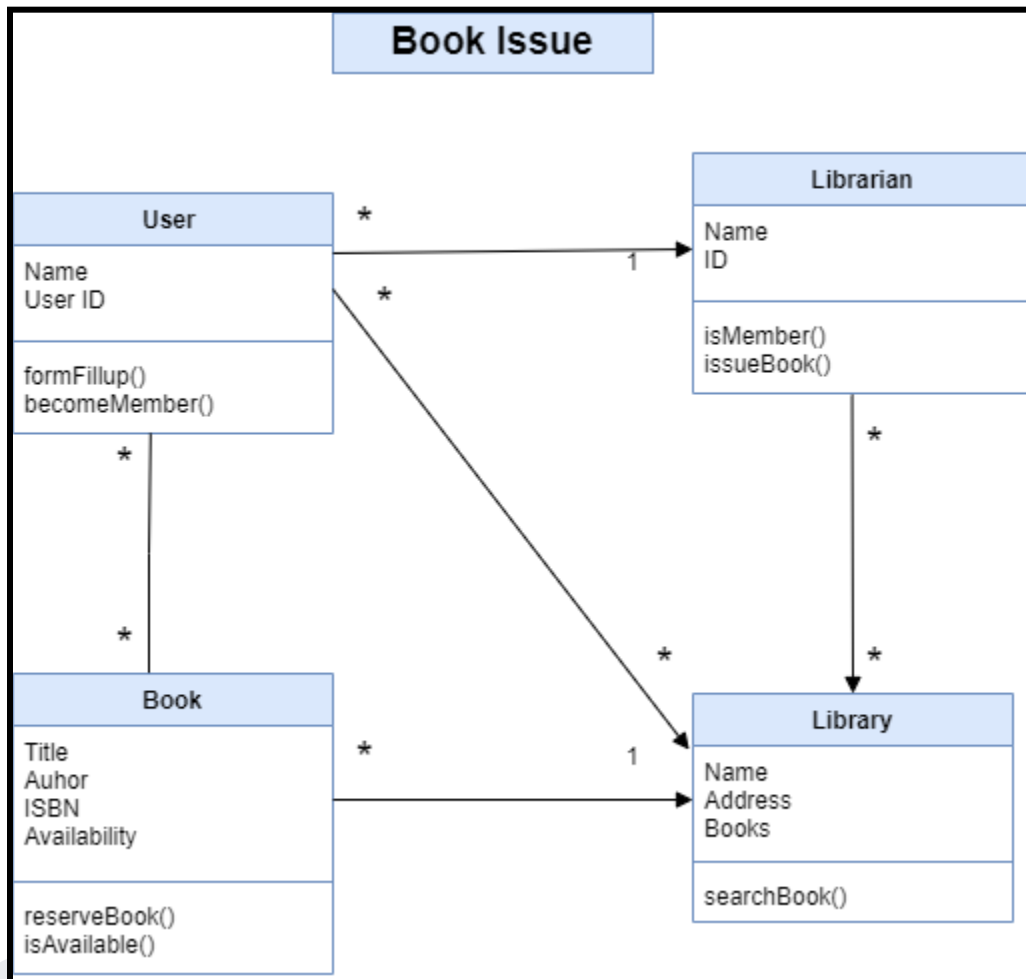 Book Issue
User
Name
User ID
formFillup()
becomeMember()
*
1
*
Librarian
Name
ID
isMember()
issueBook()
*
*
*
*
*
Book
Title
Auhor
ISBN
Availability
reserveBook()
isAvailable()
*
1
Library
Name
Address
Books
searchBook()